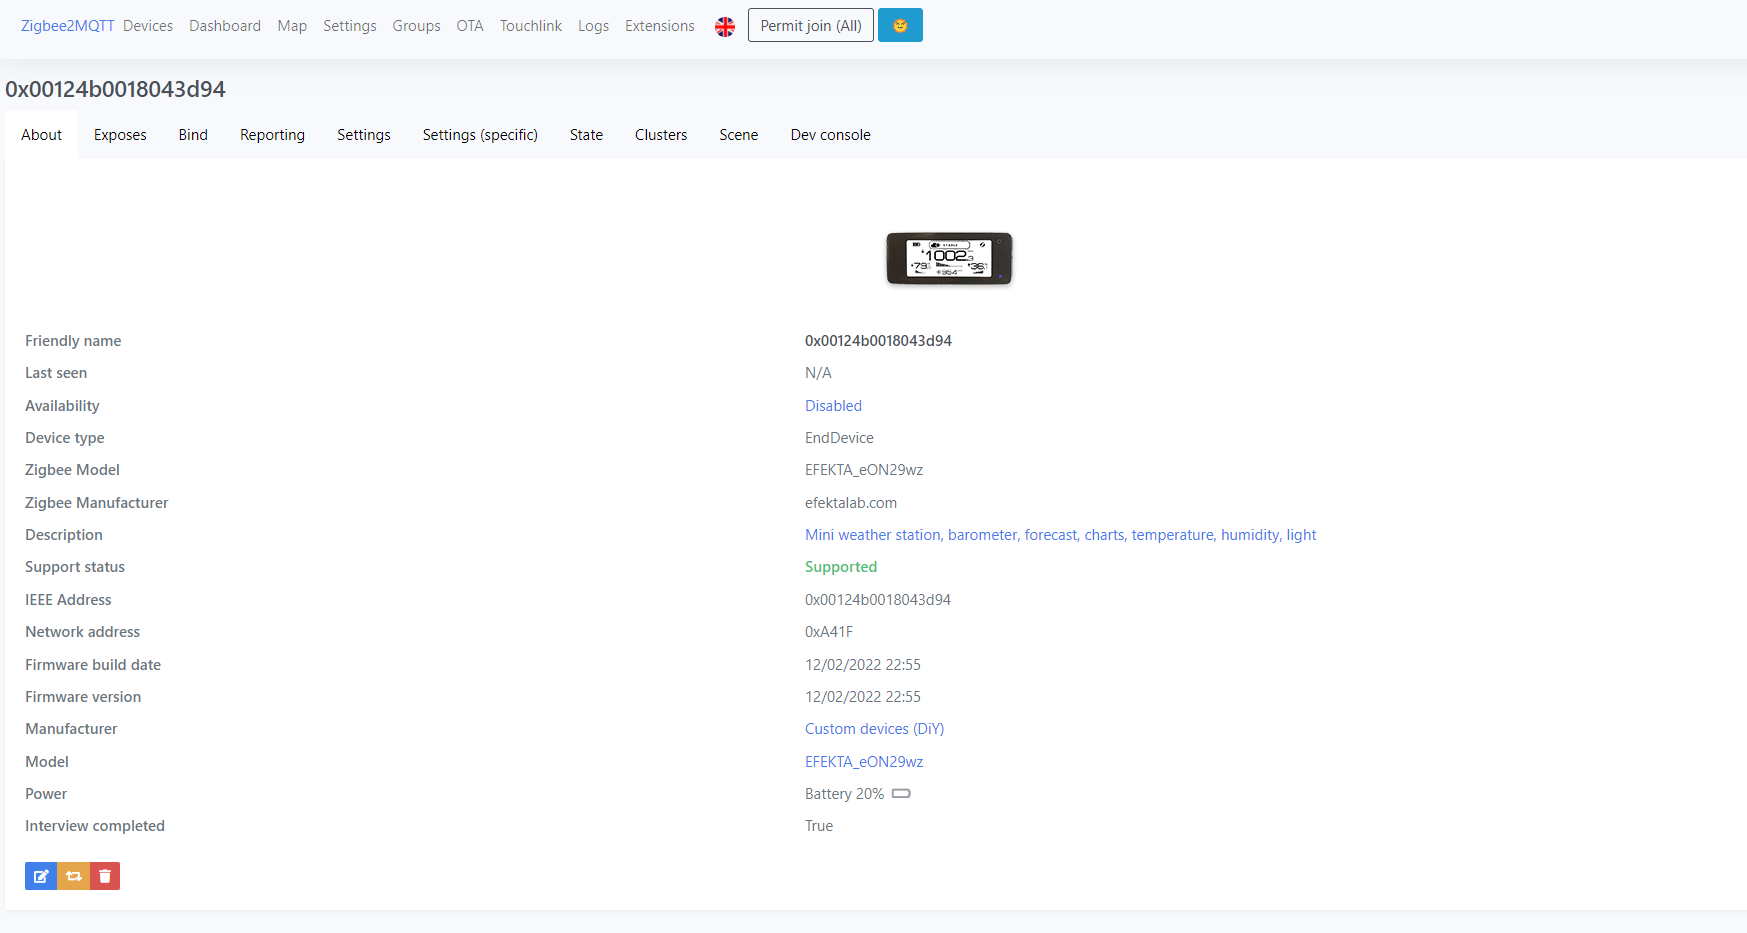 Zigbee2MQTT Devices Dashboard Map Settings Groups OTA Touchlink Logs Extensions Permit join (All)
0x00124b0018043d94
About Exposes Bind Reporting Settings Settings (specific) State Clusters Scene Dev console
STABLE
1002.3
Friendly name 0x00124b0018043d94
Last seen N/A
Availability Disabled
Device type EndDevice
Zigbee Model EFEKTA_eON29wz
Zigbee Manufacturer efektalab.com
Description Mini weather station, barometer, forecast, charts, temperature, humidity, light
Support status Supported
IEEE Address 0x00124b0018043d94
Network address 0xA41F
Firmware build date 12/02/2022 22:55
Firmware version 12/02/2022 22:55
Manufacturer Custom devices (DiY)
Model EFEKTA_eON29wz
Power Battery 20%
Interview completed True